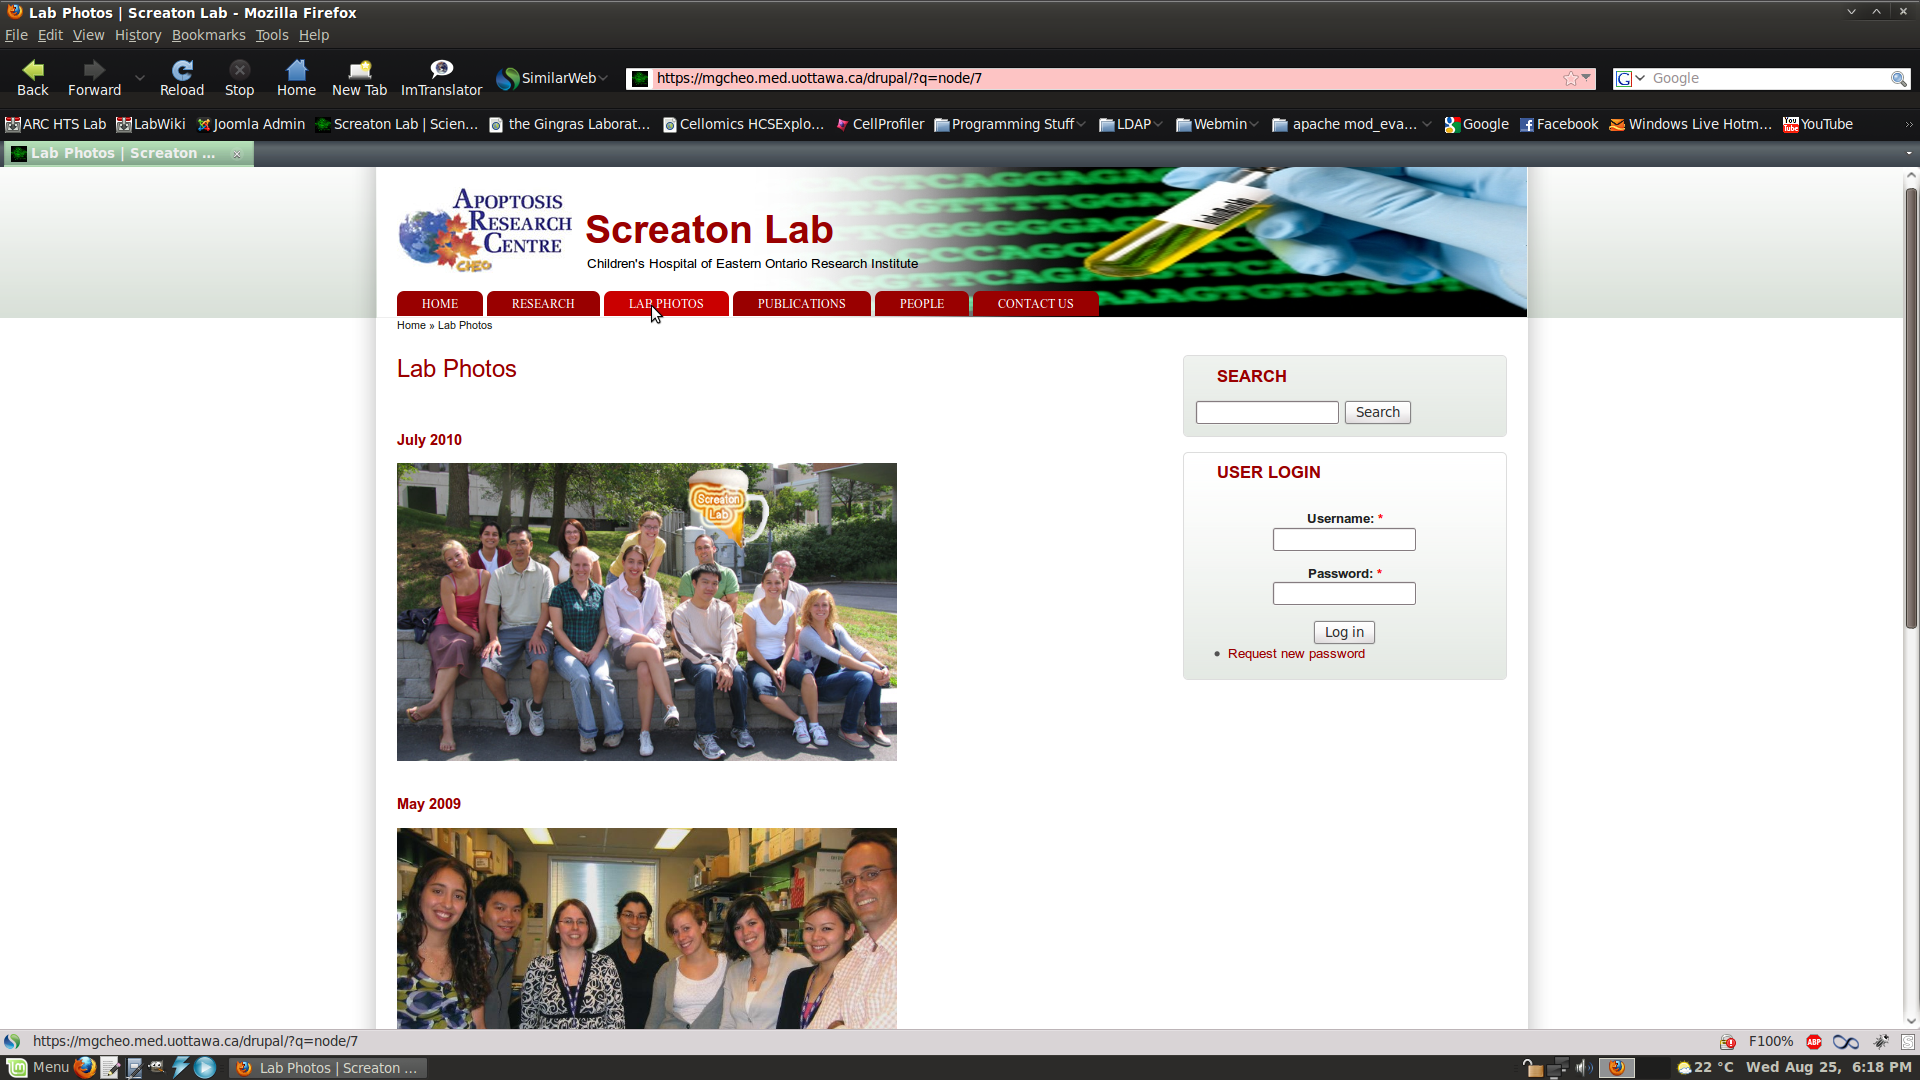 Lab Photos | Screaton Lab - Mozilla Firefox
File Edit View History Bookmarks Tools Help
Back Forward Reload Stop Home New Tab ImTranslator SimilarWeb https://mgcheo.med.uottawa.ca/drupal/?q=node/7 Google
ARC HTS Lab LabWiki Joomla Admin Screaton Lab | Scien... the Gingras Laborat... Cellomics HCSExplo... CellProfiler Programming Stuff LDAP Webmin apache mod_eva... Google Facebook Windows Live Hotm... YouTube
Lab Photos | Screaton ...
APOPTOSIS
RESEARCH
CENTRE
CHEO
Screaton Lab
Children's Hospital of Eastern Ontario Research Institute
HOME RESEARCH LAB PHOTOS PUBLICATIONS PEOPLE CONTACT US
Home » Lab Photos
Lab Photos
SEARCH
Search
July 2010
Screaton
Lab
USER LOGIN
Username: *
Password: *
Log in
Request new password
May 2009
https://mgcheo.med.uottawa.ca/drupal/?q=node/7 F100% ABP
Menu Lab Photos | Screaton ... 22 °C Wed Aug 25, 6:18 PM